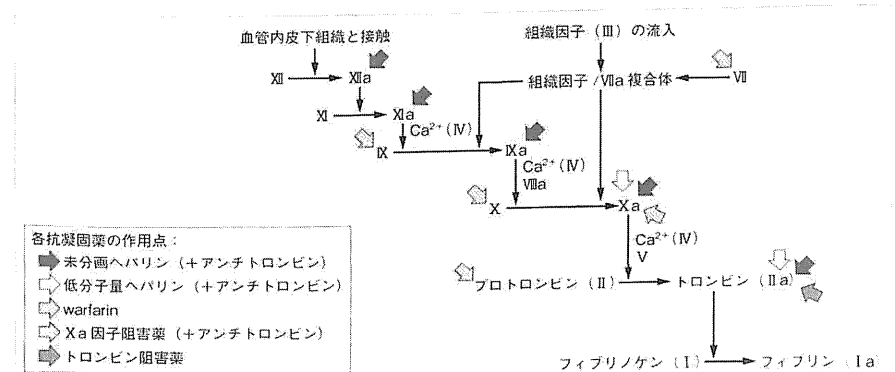 血管内皮下組織と接触
組織因子(Ⅲ)の流入
Ⅻ
Ⅻa
組織因子/Ⅶa複合体
Ⅶ
Ⅺ
Ⅺa
Ca²⁺(Ⅳ)
Ⅸ
Ⅸa
Ca²⁺(Ⅳ)
Ⅷa
Ⅹ
Ⅹa
Ca²⁺(Ⅳ)
Ⅴ
プロトロンビン(Ⅱ)
トロンビン(Ⅱa)
フィブリノゲン(Ⅰ)
フィブリン(Ⅰa)
各抗凝固薬の作用点:
未分画ヘパリン(+アンチトロンビン)
低分子量ヘパリン(+アンチトロンビン)
warfarin
Ⅹa因子阻害薬(+アンチトロンビン)
トロンビン阻害薬